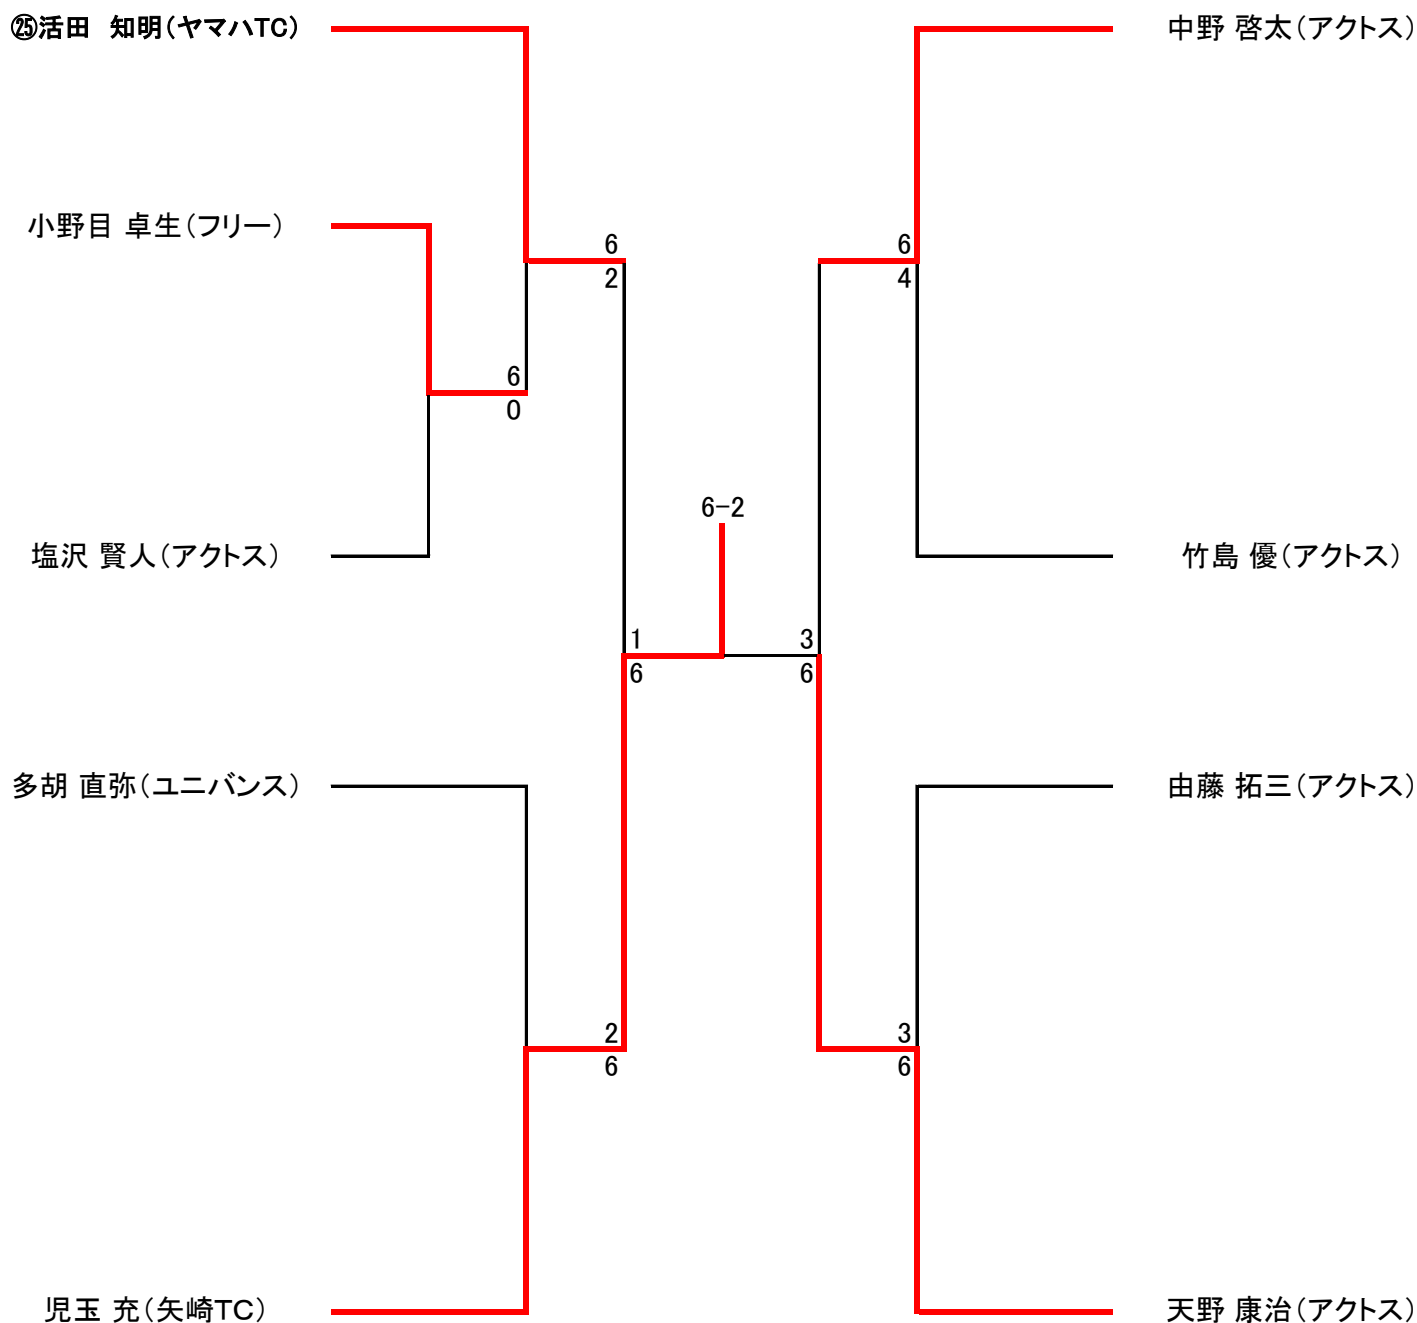 ㉕活田　知明(ヤマハTC)
中野 啓太(アクトス)
小野目 卓生(フリー)
6
2
6
4
6
0
6-2
塩沢 賢人(アクトス)
竹島 優(アクトス)
1
6
3
6
多胡 直弥(ユニバンス)
由藤 拓三(アクトス)
2
6
3
6
児玉 充(矢崎TC)
天野 康治(アクトス)